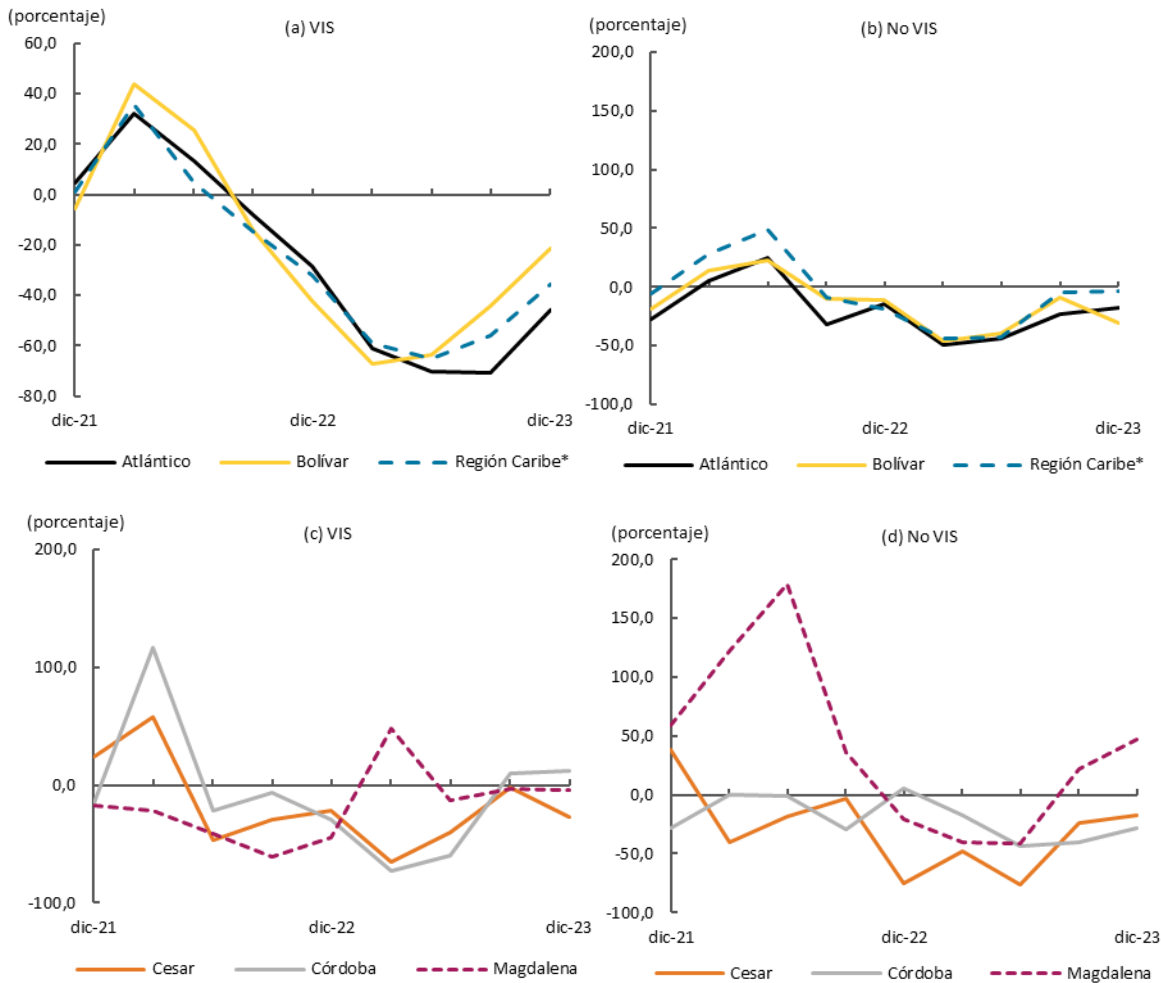 (porcentaje)
(a) VIS
60,0
40,0
20,0
0,0
-20,0
-40,0
-60,0
-80,0
dic-21 dic-22 dic-23
Atlántico Bolívar Región Caribe*
(porcentaje)
(b) No VIS
200,0
150,0
100,0
50,0
0,0
-50,0
-100,0
dic-21 dic-22 dic-23
Atlántico Bolívar Región Caribe*
(porcentaje)
(c) VIS
200,0
100,0
0,0
-100,0
dic-21 dic-22 dic-23
Cesar Córdoba Magdalena
(porcentaje)
(d) No VIS
200,0
150,0
100,0
50,0
0,0
-50,0
-100,0
dic-21 dic-22 dic-23
Cesar Córdoba Magdalena